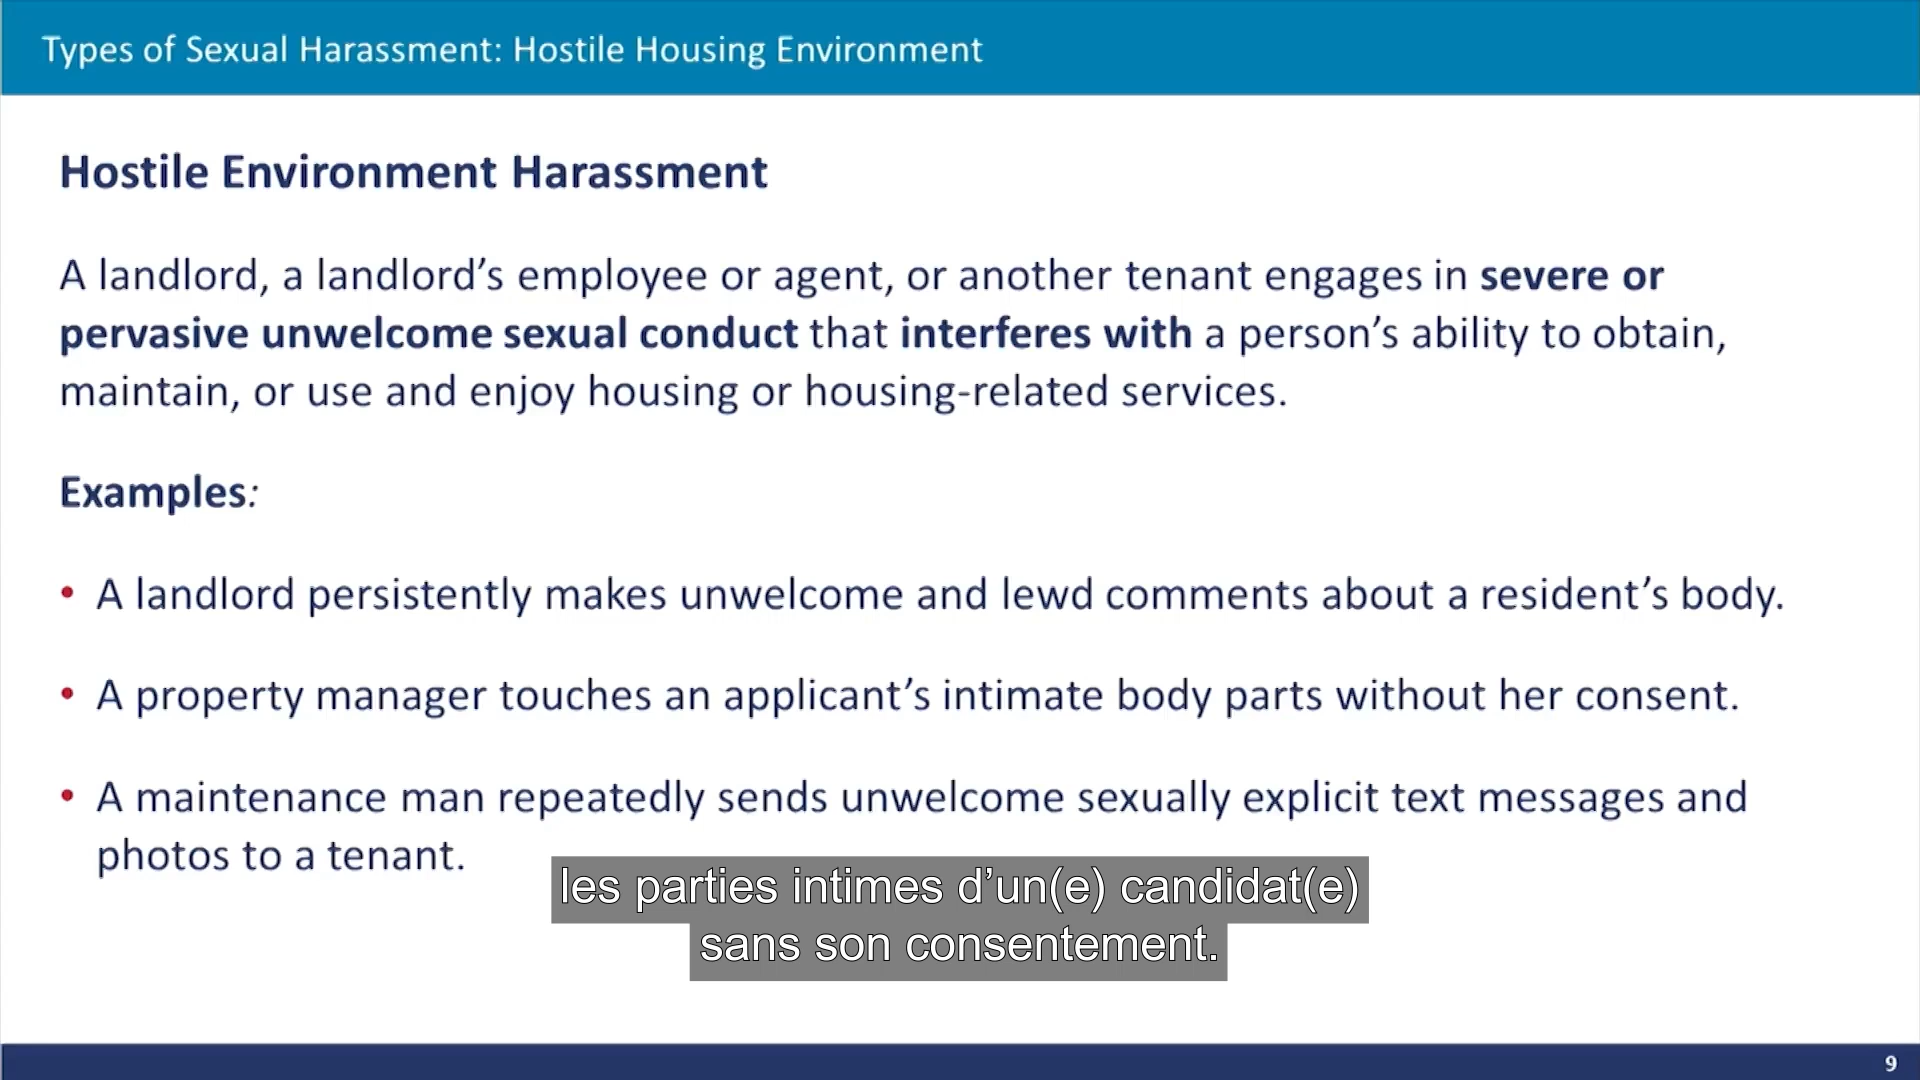 Types of Sexual Harassment: Hostile Housing Environment
Hostile Environment Harassment
A landlord, a landlord’s employee or agent, or another tenant engages in severe or
pervasive unwelcome sexual conduct that interferes with a person’s ability to obtain,
maintain, or use and enjoy housing or housing-related services.
Examples:
• A landlord persistently makes unwelcome and lewd comments about a resident’s body.
• A property manager touches an applicant’s intimate body parts without her consent.
• A maintenance man repeatedly sends unwelcome sexually explicit text messages and
photos to a tenant.
les parties intimes d’un(e) candidat(e)
sans son consentement.
9